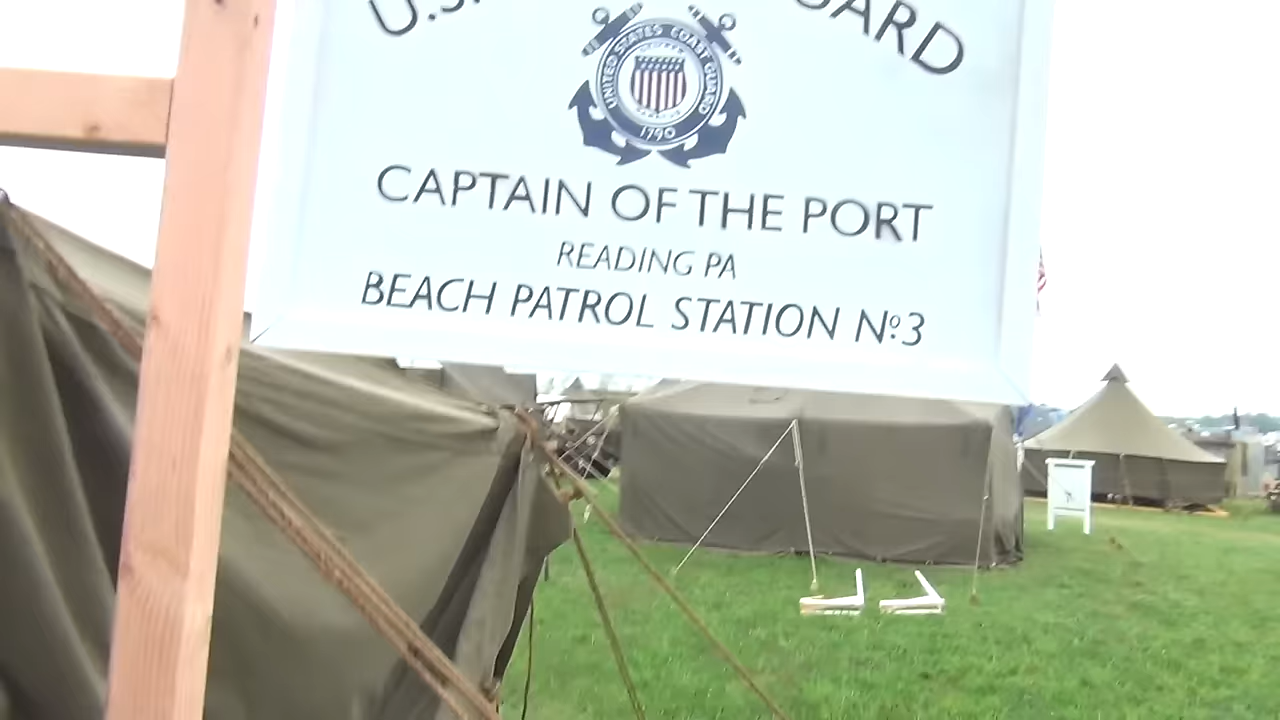 U.S. GUARD
UNITED STATES COAST GUARD
1790
CAPTAIN OF THE PORT
READING PA
BEACH PATROL STATION Nº3